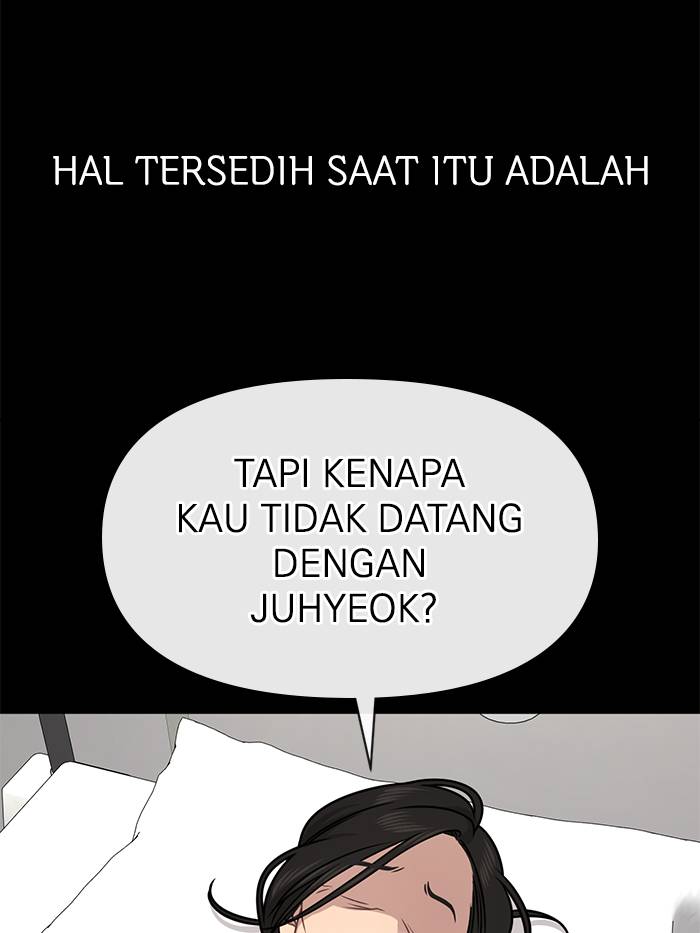 HAL TERSEDIH SAAT ITU ADALAH
TAPI KENAPA
KAU TIDAK DATANG
DENGAN
JUHYEOK?